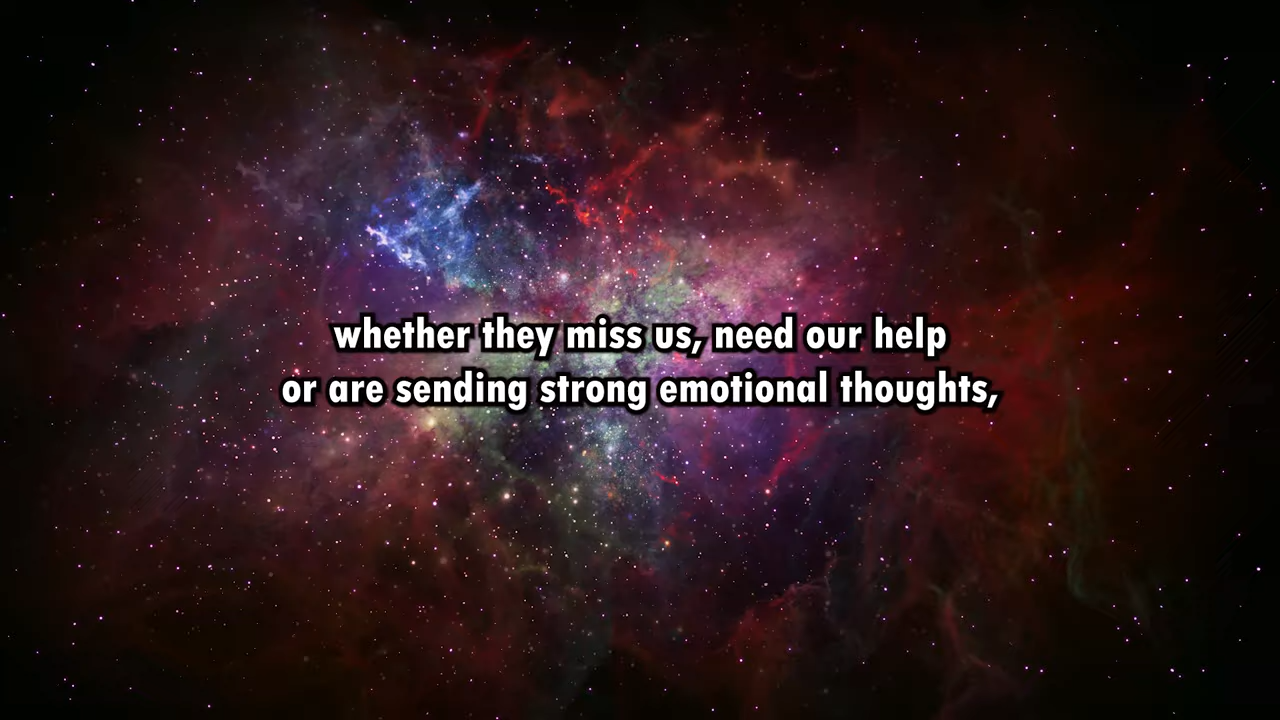 whether they miss us, need our help
or are sending strong emotional thoughts,